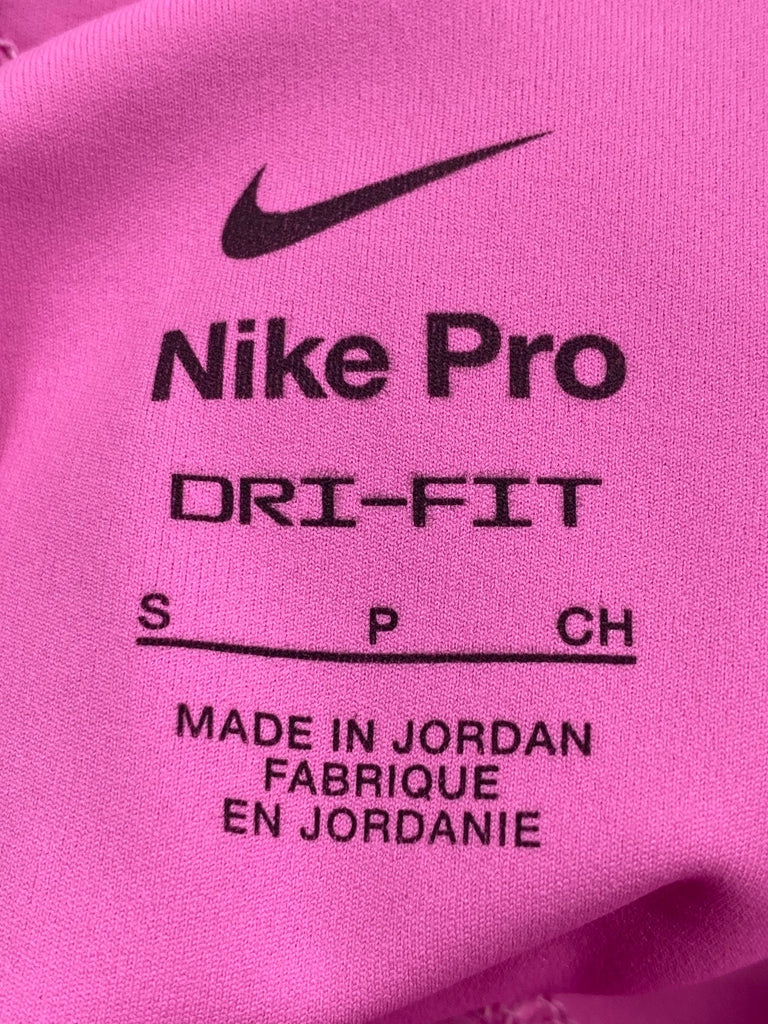 Nike Pro
DRI-FIT
S P CH
MADE IN JORDAN
FABRIQUE
EN JORDANIE